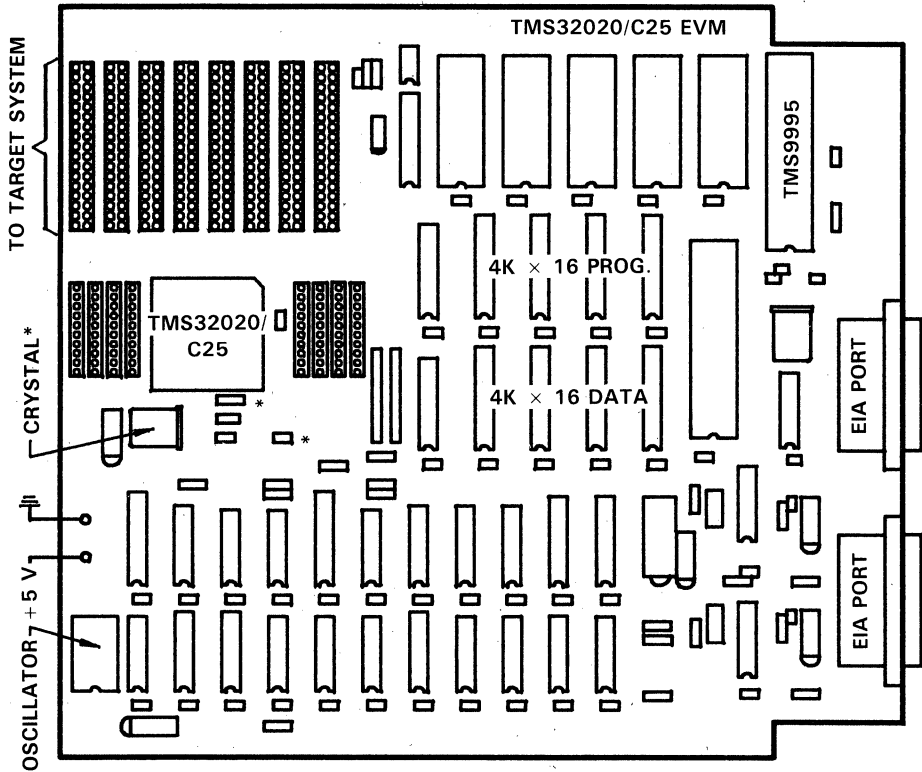 TMS32020/C25 EVM
TO TARGET SYSTEM
TMS9995
4K × 16 PROG.
TMS32020/
C25
CRYSTAL*
*
*
4K × 16 DATA
EIA PORT
+5 V
OSCILLATOR
EIA PORT